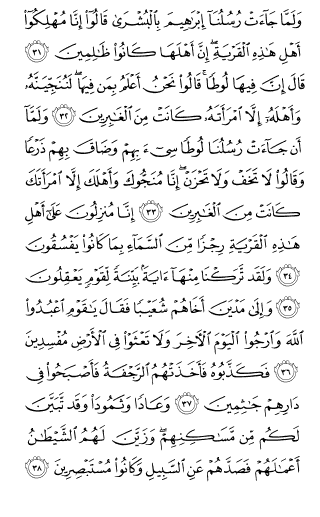 وَلَمَّا جَآءَتْ رُسُلُنَآ إِبْرَٰهِيمَ بِٱلْبُشْرَىٰ قَالُوٓا۟ إِنَّا مُهْلِكُوٓا۟
أَهْلِ هَـٰذِهِ ٱلْقَرْيَةِ ۖ إِنَّ أَهْلَهَا كَانُوا۟ ظَـٰلِمِينَ ٣١
قَالَ إِنَّ فِيهَا لُوطًا ۚ قَالُوا۟ نَحْنُ أَعْلَمُ بِمَن فِيهَا ۖ لَنُنَجِّيَنَّهُۥ
وَأَهْلَهُۥٓ إِلَّا ٱمْرَأَتَهُۥ كَانَتْ مِنَ ٱلْغَـٰبِرِينَ ٣٢ وَلَمَّآ
أَن جَآءَتْ رُسُلُنَا لُوطًا سِىٓءَ بِهِمْ وَضَاقَ بِهِمْ ذَرْعًا
وَقَالُوا۟ لَا تَخَفْ وَلَا تَحْزَنْ ۖ إِنَّا مُنَجُّوكَ وَأَهْلَكَ إِلَّا ٱمْرَأَتَكَ
كَانَتْ مِنَ ٱلْغَـٰبِرِينَ ٣٣ إِنَّا مُنزِلُونَ عَلَىٰٓ أَهْلِ
هَـٰذِهِ ٱلْقَرْيَةِ رِجْزًا مِّنَ ٱلسَّمَآءِ بِمَا كَانُوا۟ يَفْسُقُونَ
٣٤ وَلَقَد تَّرَكْنَا مِنْهَآ ءَايَةًۢ بَيِّنَةً لِّقَوْمٍ يَعْقِلُونَ
٣٥ وَإِلَىٰ مَدْيَنَ أَخَاهُمْ شُعَيْبًا فَقَالَ يَـٰقَوْمِ ٱعْبُدُوا۟
ٱللَّهَ وَٱرْجُوا۟ ٱلْيَوْمَ ٱلْـَٔاخِرَ وَلَا تَعْثَوْا۟ فِى ٱلْأَرْضِ مُفْسِدِينَ
٣٦ فَكَذَّبُوهُ فَأَخَذَتْهُمُ ٱلرَّجْفَةُ فَأَصْبَحُوا۟ فِى
دَارِهِمْ جَـٰثِمِينَ ٣٧ وَعَادًا وَثَمُودَا۟ وَقَد تَّبَيَّنَ
لَكُم مِّن مَّسَـٰكِنِهِمْ ۖ وَزَيَّنَ لَهُمُ ٱلشَّيْطَـٰنُ
أَعْمَـٰلَهُمْ فَصَدَّهُمْ عَنِ ٱلسَّبِيلِ وَكَانُوا۟ مُسْتَبْصِرِينَ ٣٨